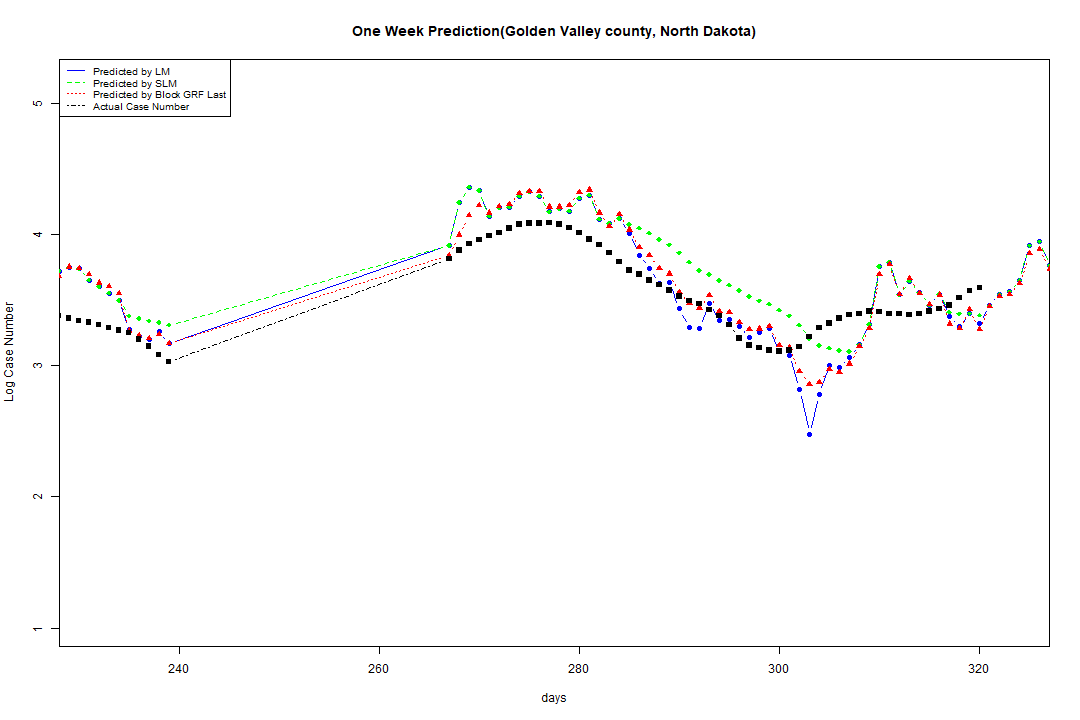 One Week Prediction(Golden Valley county, North Dakota)
Predicted by LM
Predicted by SLM
Predicted by Block GRF Last
Actual Case Number
5
4
3
2
1
Log Case Number
240 260 280 300 320
days